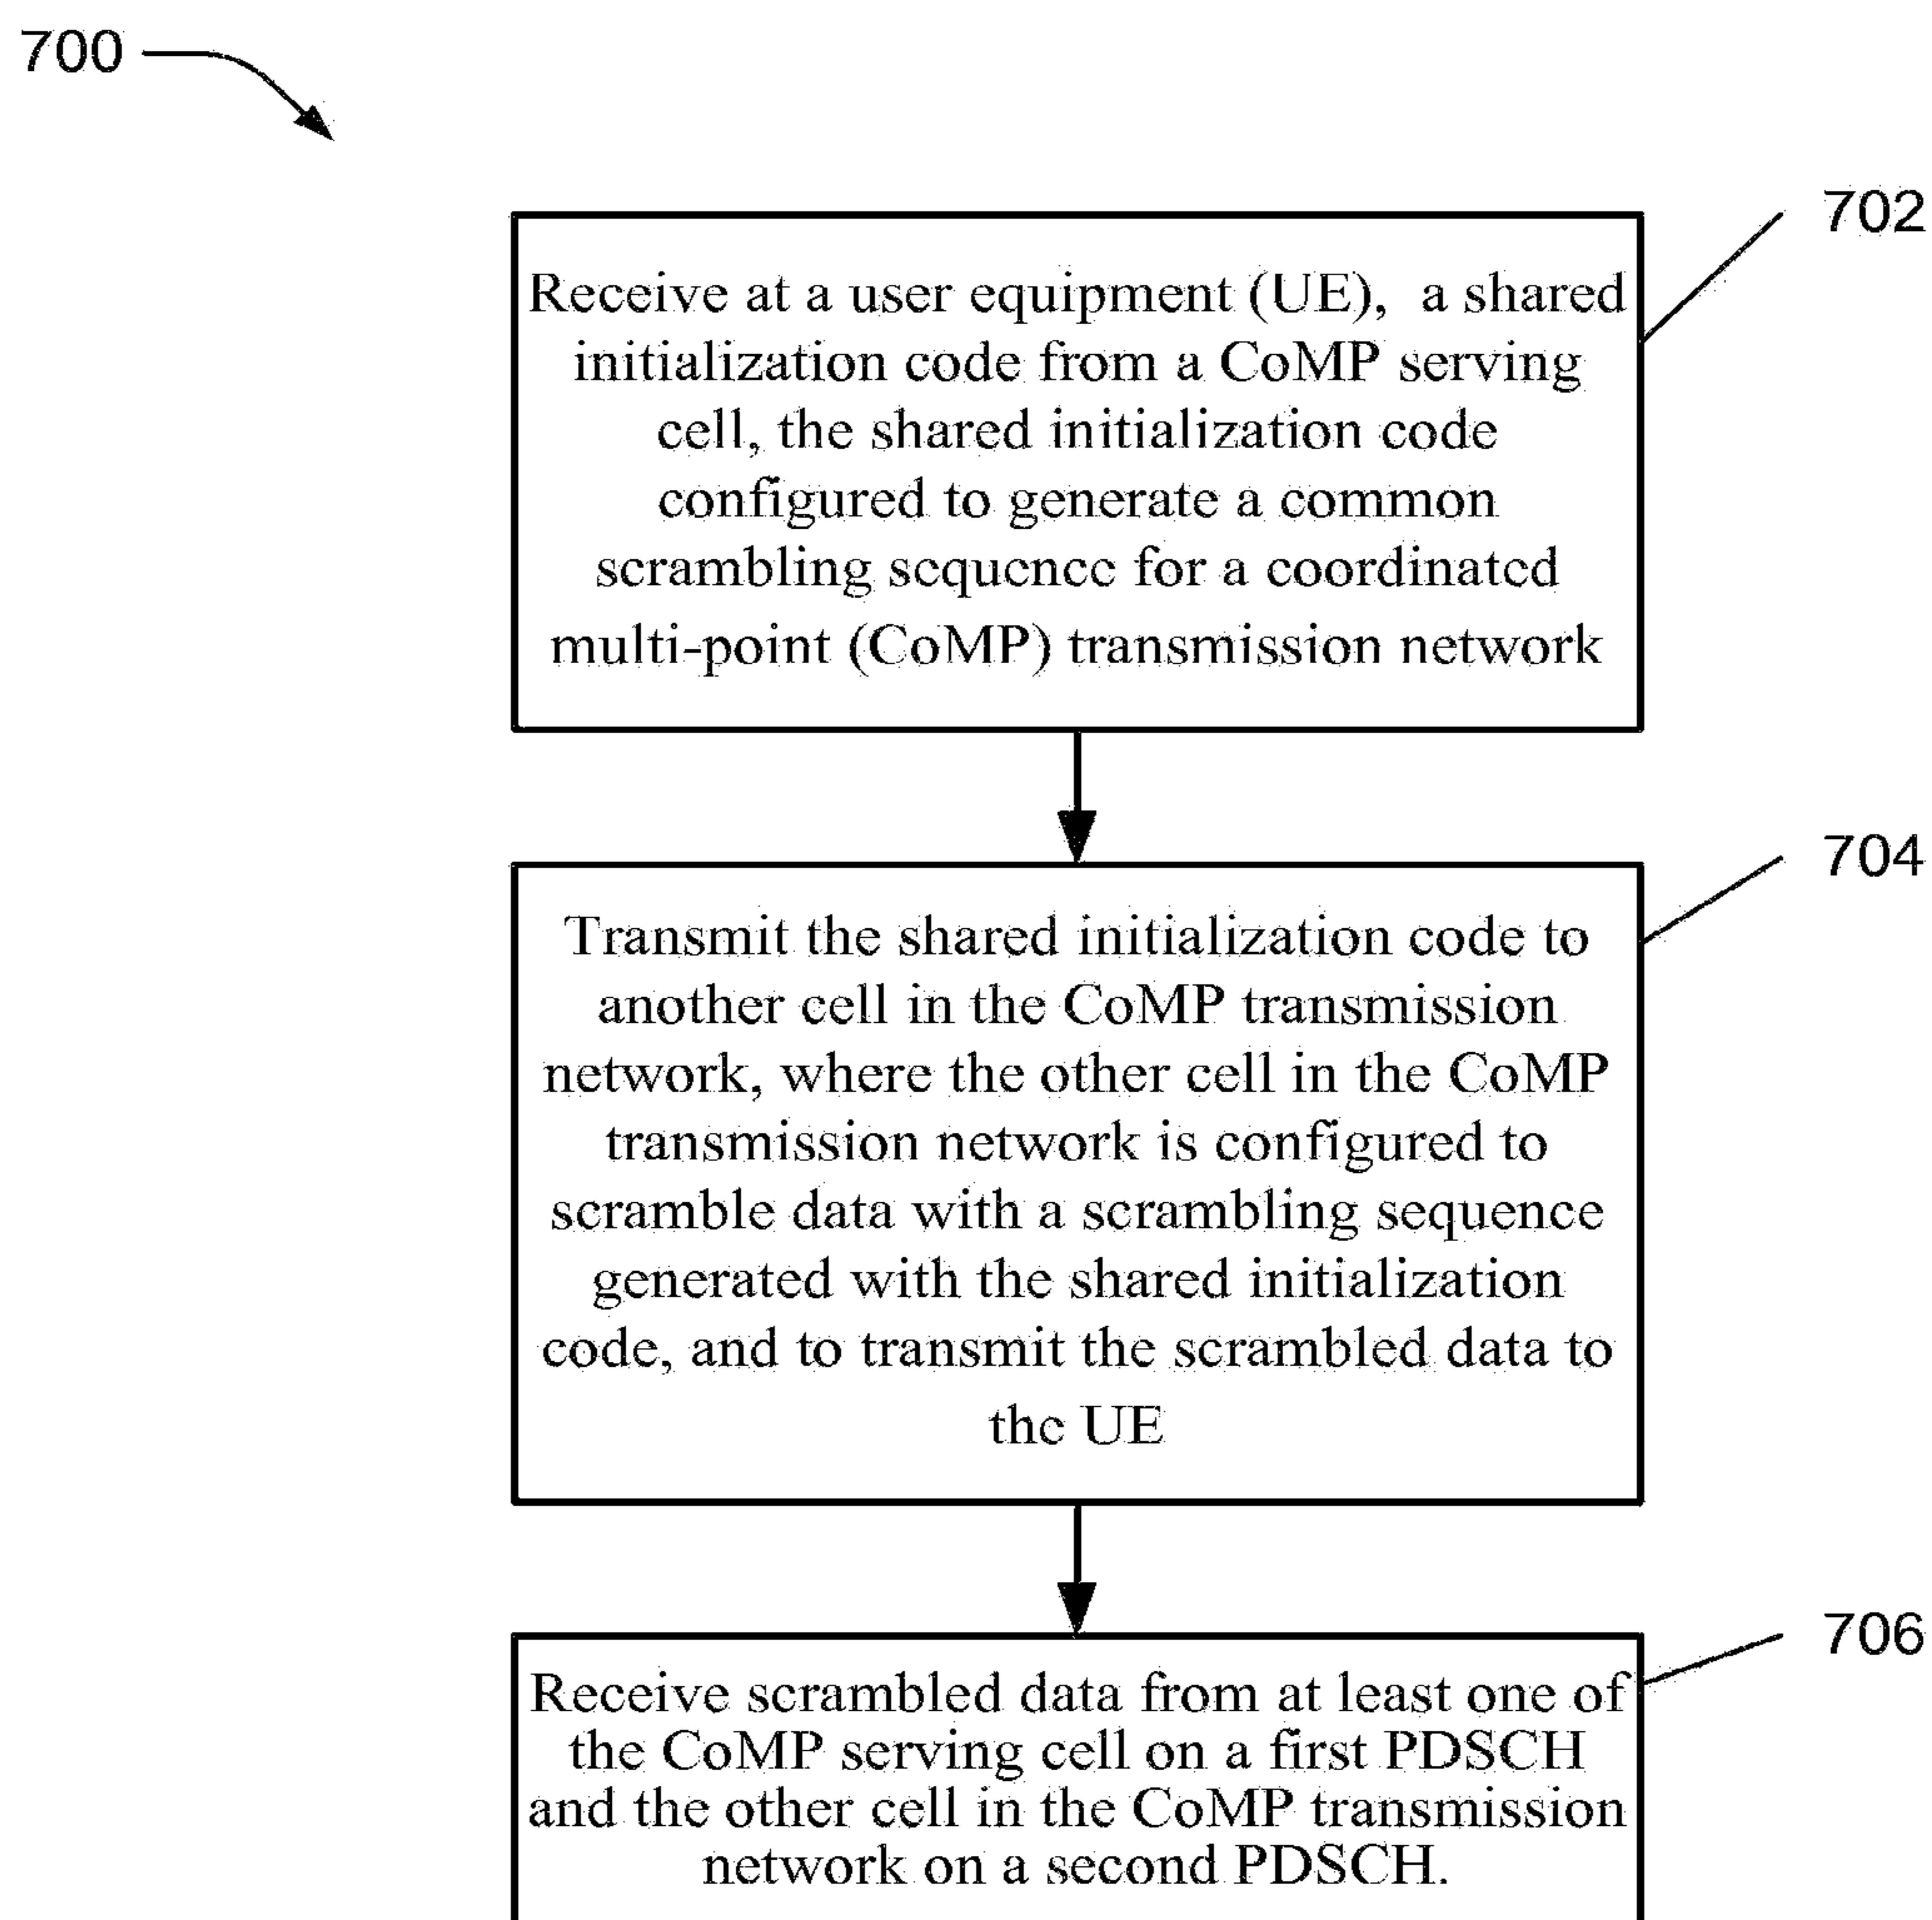 700
702
Receive at a user equipment (UE), a shared
initialization code from a CoMP serving
cell, the shared initialization code
configured to generate a common
scrambling sequence for a coordinated
multi-point (CoMP) transmission network
704
Transmit the shared initialization code to
another cell in the CoMP transmission
network, where the other cell in the CoMP
transmission network is configured to
scramble data with a scrambling sequence
generated with the shared initialization
code, and to transmit the scrambled data to
the UE
706
Receive scrambled data from at least one of
the CoMP serving cell on a first PDSCH
and the other cell in the CoMP transmission
network on a second PDSCH.